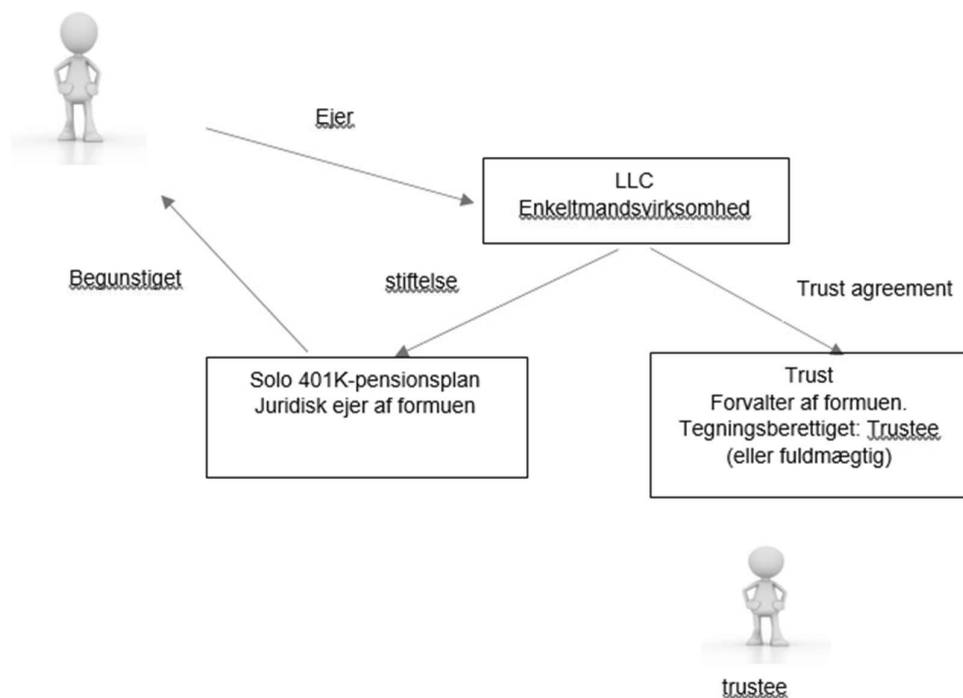 Ejer
LLC
Enkeltmandsvirksomhed
Begunstiget
stiftelse
Trust agreement
Solo 401K-pensionsplan
Juridisk ejer af formuen
Trust
Forvalter af formuen.
Tegningsberettiget: Trustee
(eller fuldmægtig)
trustee